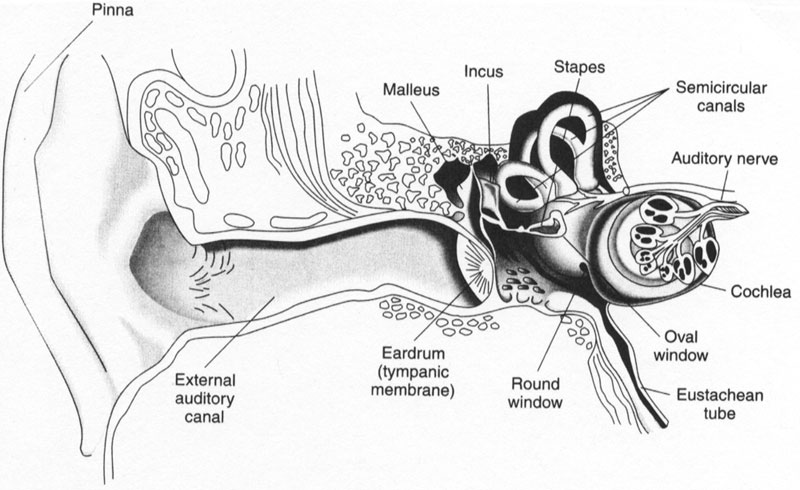 Pinna
Malleus
Incus
Stapes
Semicircular
canals
Auditory nerve
Cochlea
Oval
window
Eustachean
tube
Round
window
Eardrum
(tympanic
membrane)
External
auditory
canal